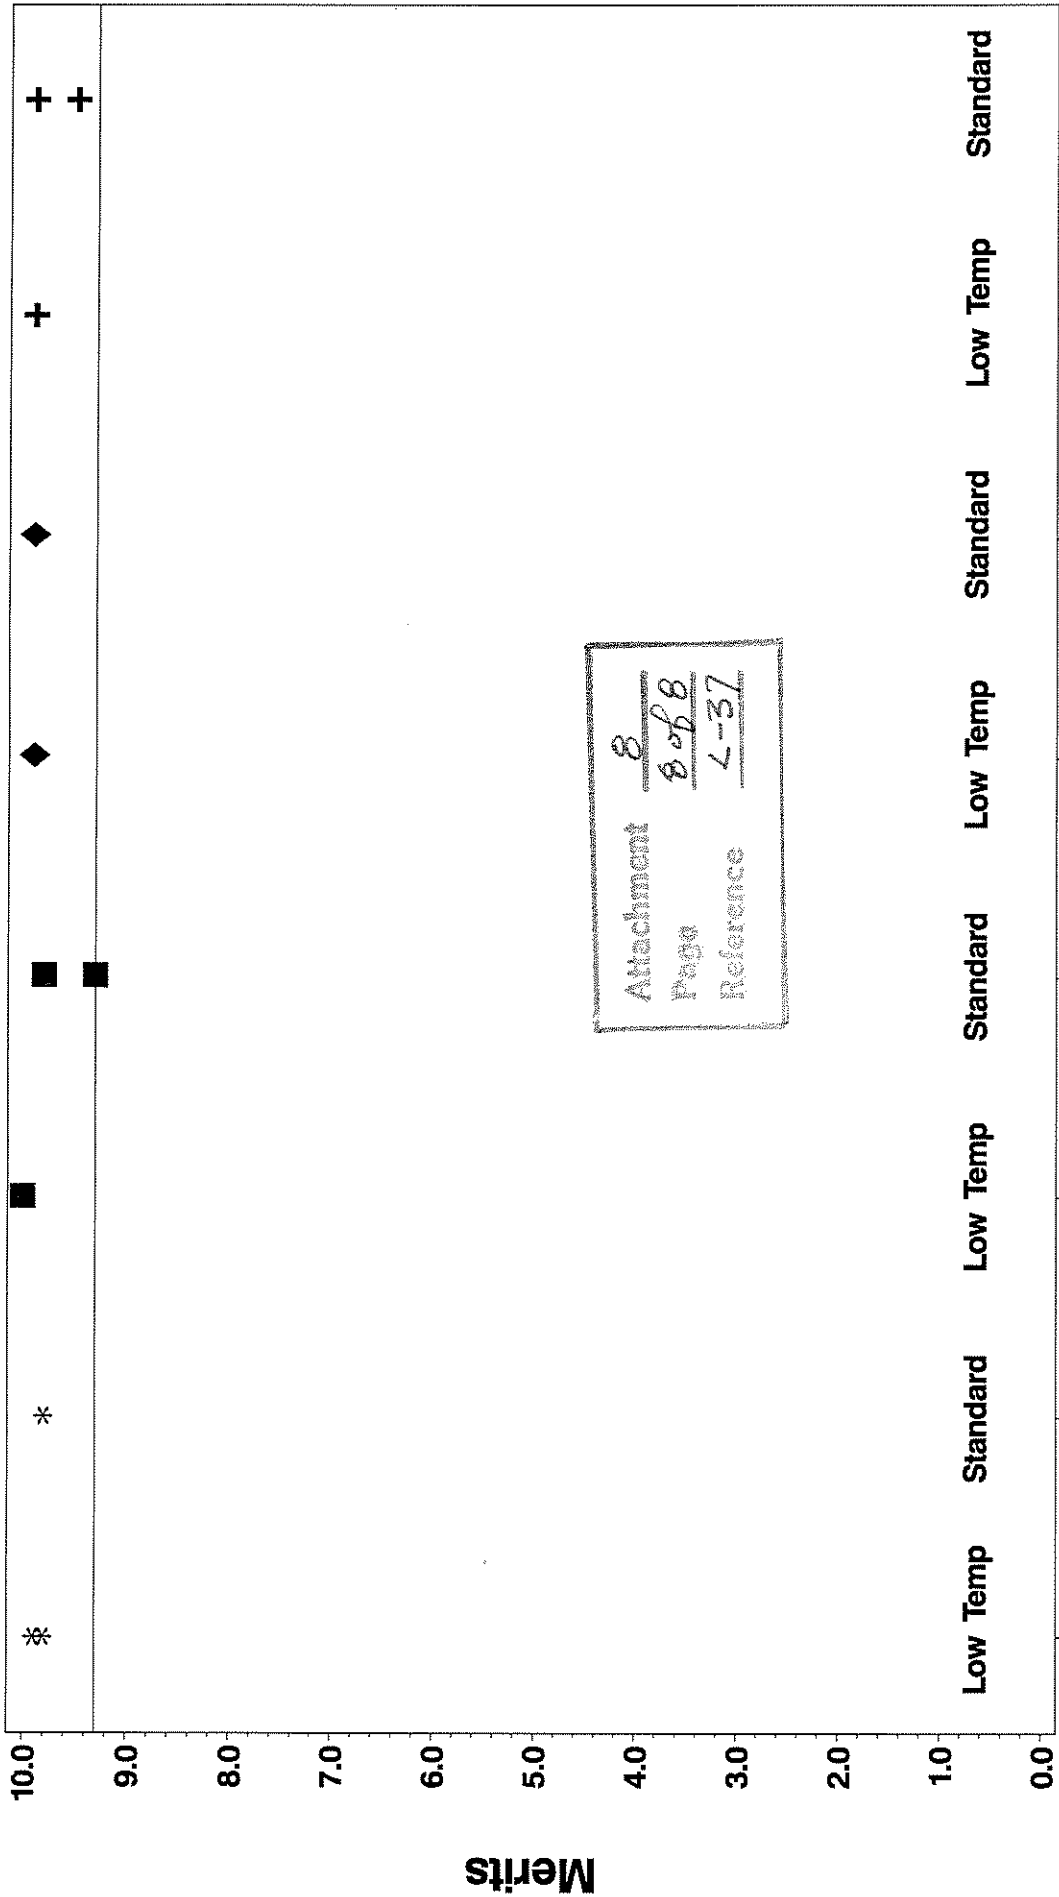 Merits
10.0
9.0
8.0
7.0
6.0
5.0
4.0
3.0
2.0
1.0
0.0
Attachment 8
Page 8 of 8
Reference L-37
Low Temp Standard Low Temp Standard Low Temp Standard Low Temp Standard